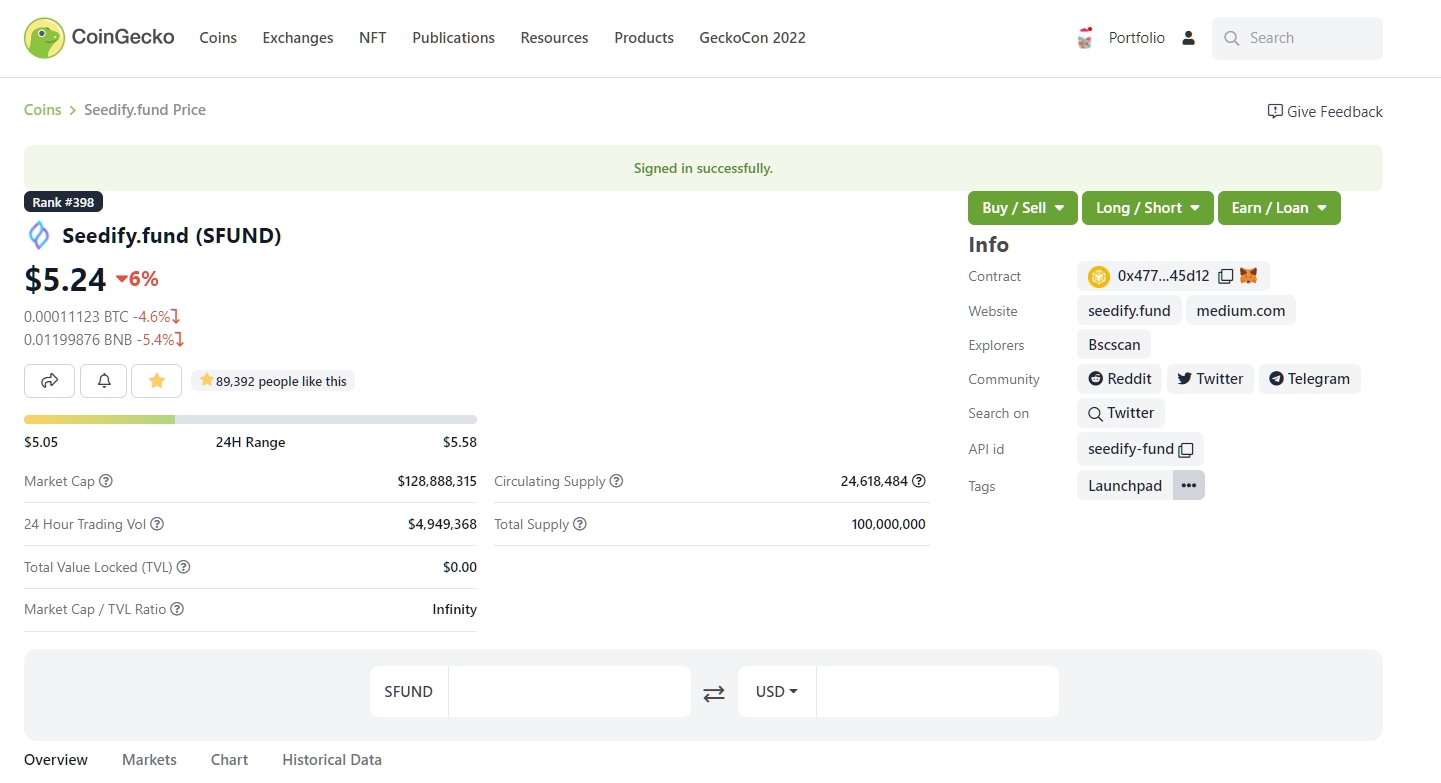 CoinGecko Coins Exchanges NFT Publications Resources Products GeckoCon 2022 Portfolio Search
Coins > Seedify.fund Price
Give Feedback
Signed in successfully.
Rank #398
Seedify.fund (SFUND)
$5.24 6%
0.00011123 BTC -4.6%
0.01199876 BNB -5.4%
89,392 people like this
$5.05 24H Range $5.58
Market Cap $128,888,315
24 Hour Trading Vol $4,949,368
Total Value Locked (TVL) $0.00
Market Cap / TVL Ratio Infinity
Circulating Supply 24,618,484
Total Supply 100,000,000
Buy / Sell Long / Short Earn / Loan
Info
Contract 0x477...45d12
Website seedify.fund medium.com
Explorers Bscscan
Community Reddit Twitter Telegram
Search on Twitter
API id seedify-fund
Tags Launchpad •••
SFUND USD
Overview Markets Chart Historical Data